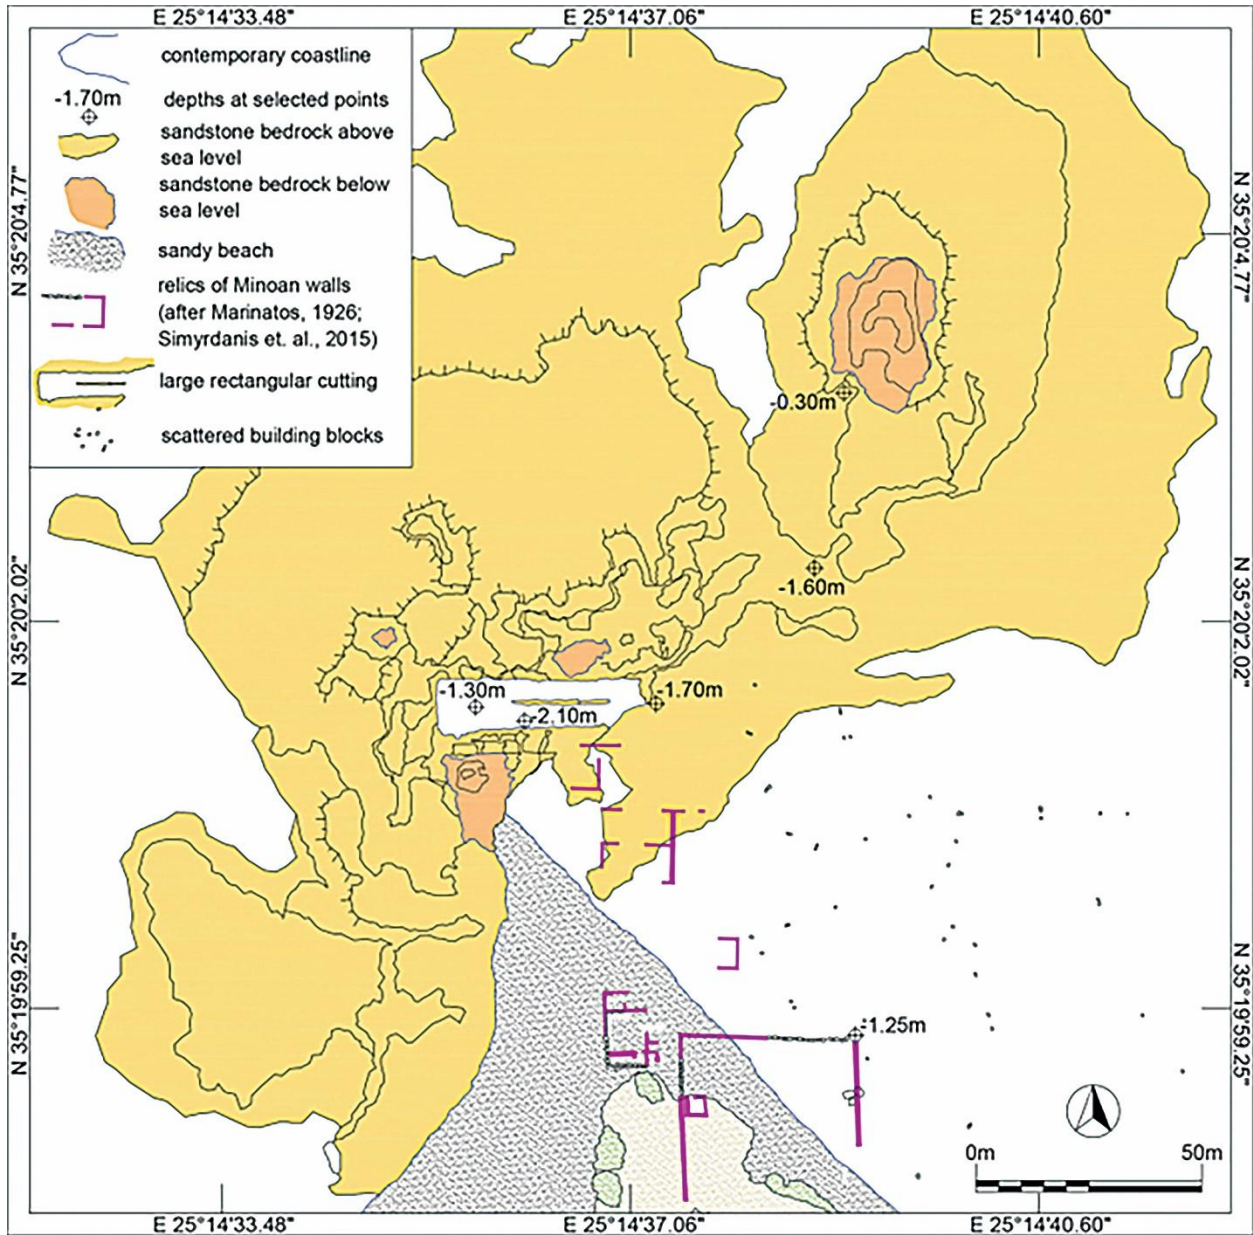 E 25°14'33.48" E 25°14'37.06" E 25°14'40.60"
contemporary coastline
-1.70m depths at selected points
sandstone bedrock above
sea level
sandstone bedrock below
sea level
sandy beach
relics of Minoan walls
(after Marinatos, 1926;
Simyrdanis et. al., 2015)
large rectangular cutting
scattered building blocks
N 35°20'4.77" N 35°20'4.77"
-0.30m
-1.60m
N 35°20'2.02" N 35°20'2.02"
-1.30m -1.70m
-2.10m
N 35°19'59.25" N 35°19'59.25"
-1.25m
0m 50m
E 25°14'33.48" E 25°14'37.06" E 25°14'40.60"